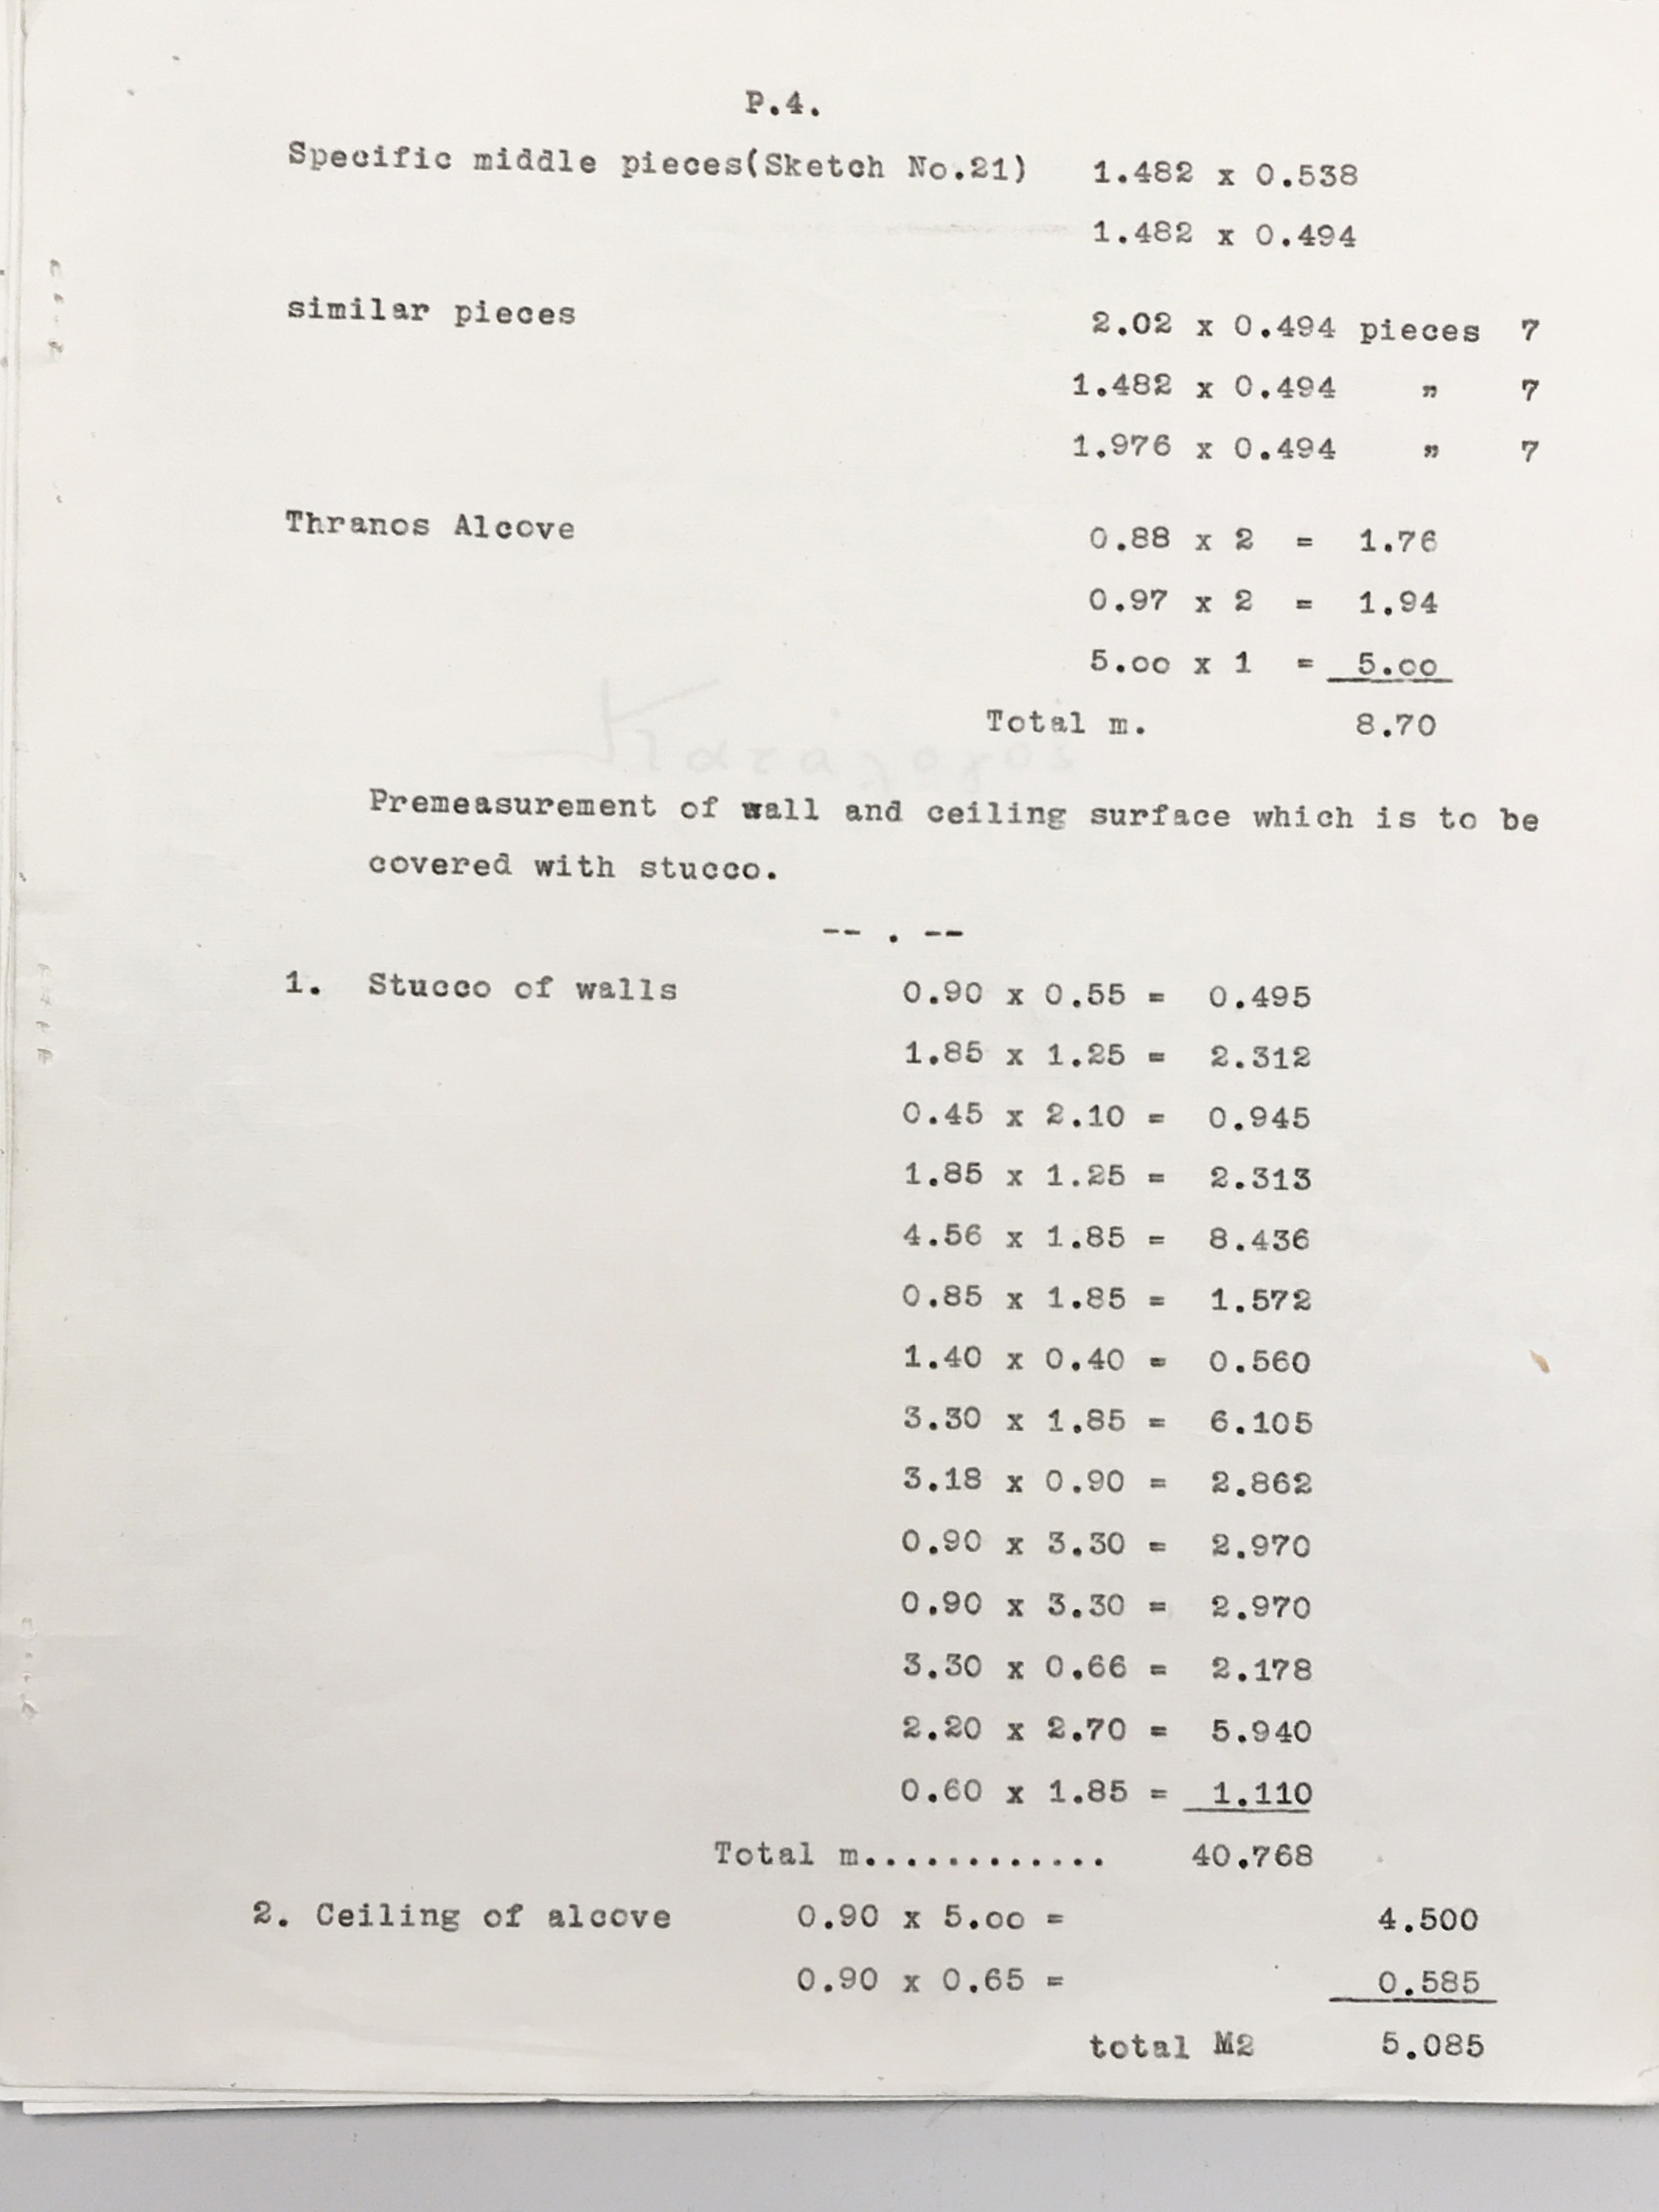 P.4.
Specific middle pieces(Sketch No.21) 1.482 x 0.538
1.482 x 0.494
similar pieces 2.02 x 0.494 pieces 7
1.482 x 0.494 " 7
1.976 x 0.494 " 7
Thranos Alcove 0.88 x 2 = 1.76
0.97 x 2 = 1.94
5.oo x 1 = 5.oo
Total m. 8.70
Κατάλογος
Premeasurement of wall and ceiling surface which is to be
covered with stucco.
-- . --
1. Stucco of walls 0.90 x 0.55 = 0.495
1.85 x 1.25 = 2.312
0.45 x 2.10 = 0.945
1.85 x 1.25 = 2.313
4.56 x 1.85 = 8.436
0.85 x 1.85 = 1.572
1.40 x 0.40 = 0.560
3.30 x 1.85 = 6.105
3.18 x 0.90 = 2.862
0.90 x 3.30 = 2.970
0.90 x 3.30 = 2.970
3.30 x 0.66 = 2.178
2.20 x 2.70 = 5.940
0.60 x 1.85 = 1.110
Total m............. 40.768
2. Ceiling of alcove 0.90 x 5.oo = 4.500
0.90 x 0.65 = 0.585
total M2 5.085